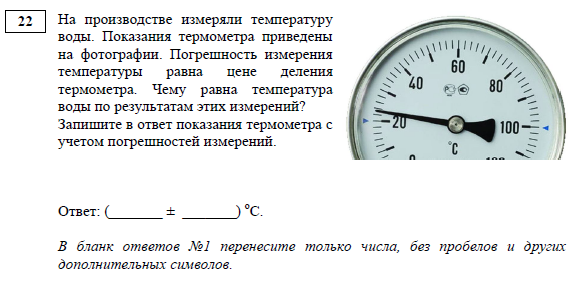 22
На производстве измеряли температуру
воды. Показания термометра приведены
на фотографии. Погрешность измерения
температуры равна цене деления
термометра. Чему равна температура
воды по результатам этих измерений?
Запишите в ответ показания термометра с
учетом погрешностей измерений.
60
40
80
20
100
°C
0
Ответ: (_______ ± _______) °C.
В бланк ответов №1 перенесите только числа, без пробелов и других
дополнительных символов.